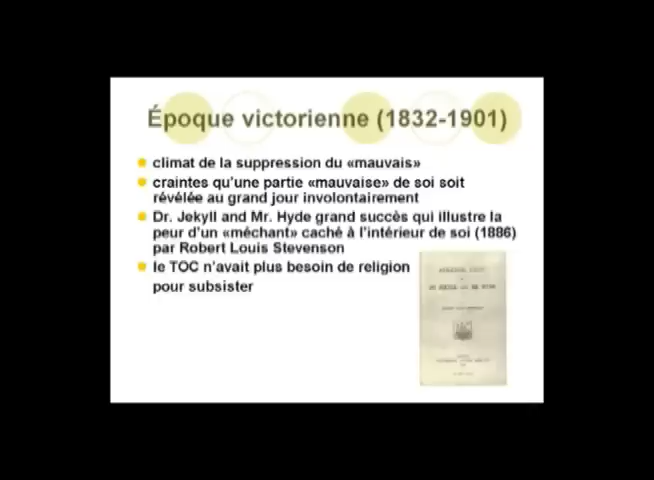 Époque victorienne (1832-1901)
climat de la suppression du «mauvais»
craintes qu'une partie «mauvaise» de soi soit
révélée au grand jour involontairement
Dr. Jekyll and Mr. Hyde grand succès qui illustre la
peur d'un «méchant» caché à l'intérieur de soi (1886)
par Robert Louis Stevenson
le TOC n'avait plus besoin de religion
pour subsister